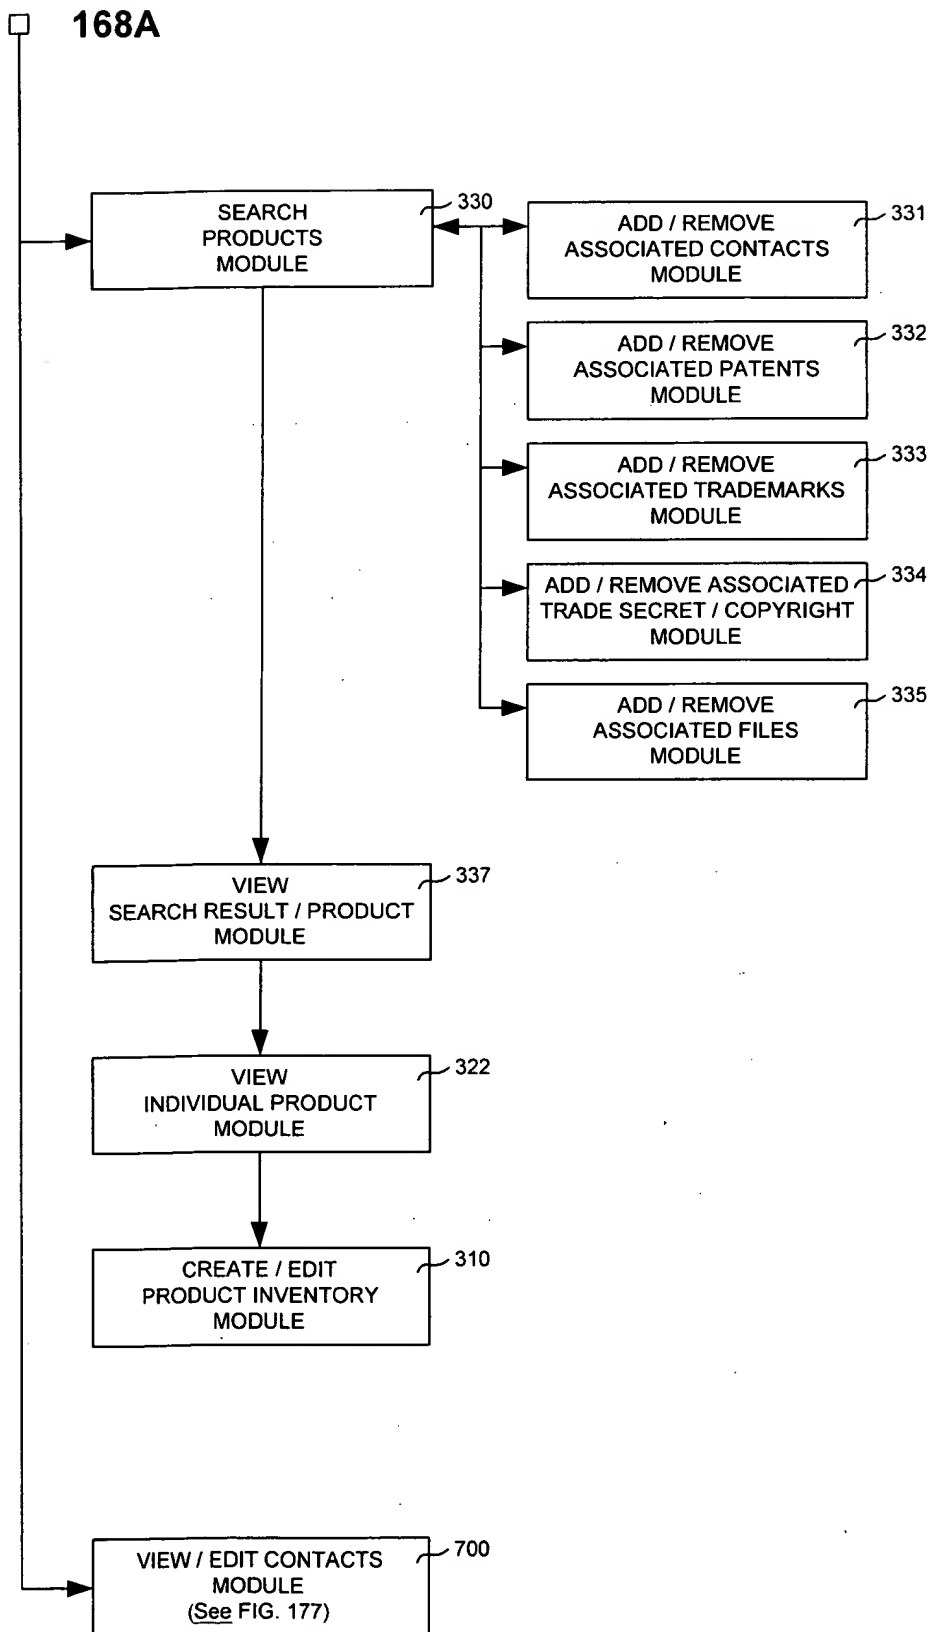 168A
SEARCH
PRODUCTS
MODULE
330
ADD / REMOVE
ASSOCIATED CONTACTS
MODULE
331
ADD / REMOVE
ASSOCIATED PATENTS
MODULE
332
ADD / REMOVE
ASSOCIATED TRADEMARKS
MODULE
333
ADD / REMOVE ASSOCIATED
TRADE SECRET / COPYRIGHT
MODULE
334
ADD / REMOVE
ASSOCIATED FILES
MODULE
335
VIEW
SEARCH RESULT / PRODUCT
MODULE
337
VIEW
INDIVIDUAL PRODUCT
MODULE
322
CREATE / EDIT
PRODUCT INVENTORY
MODULE
310
VIEW / EDIT CONTACTS
MODULE
(See FIG. 177)
700